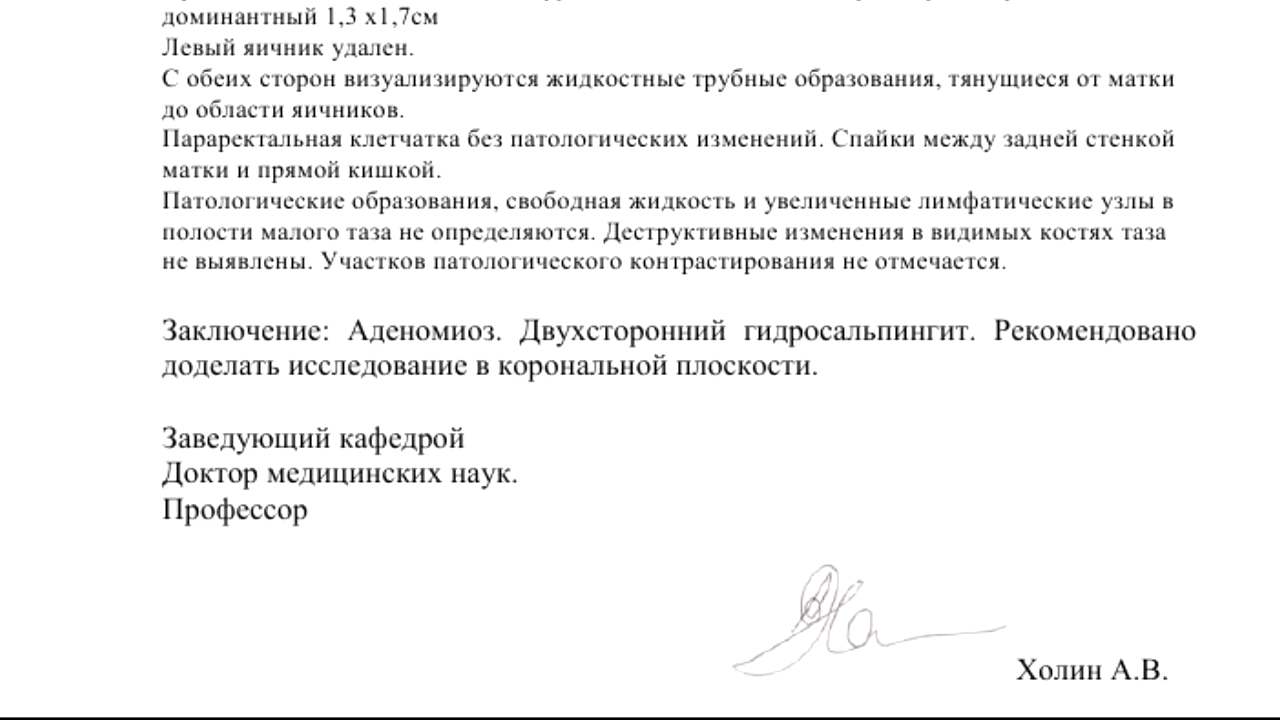 доминантный 1,3 х1,7см
Левый яичник удален.
С обеих сторон визуализируются жидкостные трубные образования, тянущиеся от матки
до области яичников.
Параректальная клетчатка без патологических изменений. Спайки между задней стенкой
матки и прямой кишкой.
Патологические образования, свободная жидкость и увеличенные лимфатические узлы в
полости малого таза не определяются. Деструктивные изменения в видимых костях таза
не выявлены. Участков патологического контрастирования не отмечается.
Заключение: Аденомиоз. Двухсторонний гидросальпингит. Рекомендовано
доделать исследование в корональной плоскости.
Заведующий кафедрой
Доктор медицинских наук.
Профессор
Холин А.В.